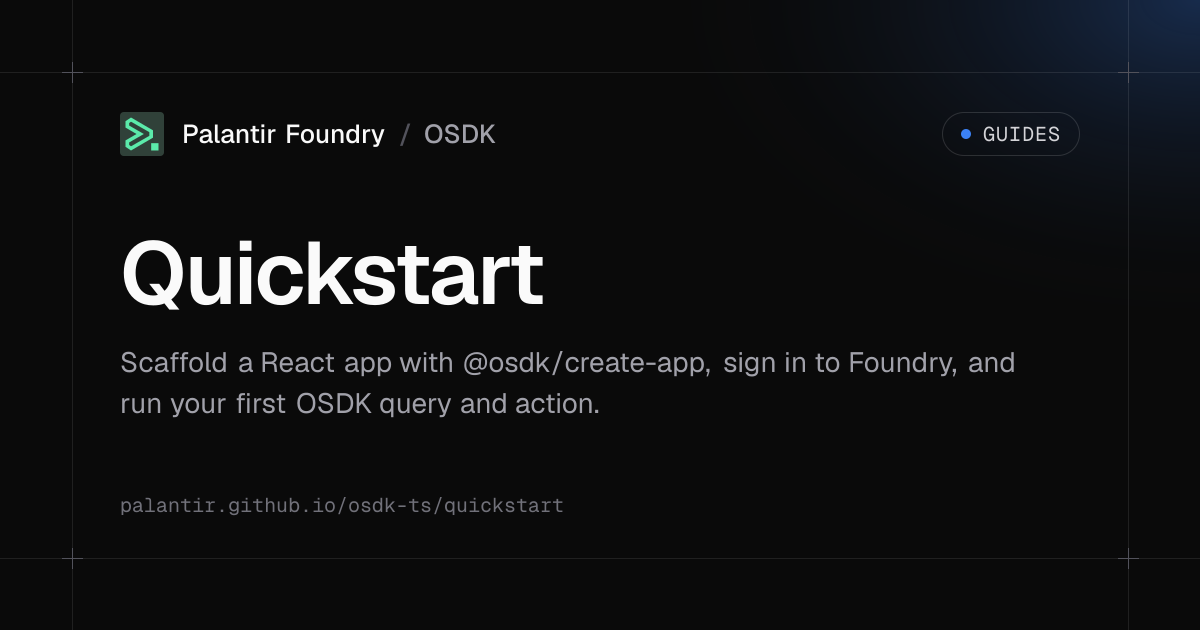 Palantir Foundry / OSDK
GUIDES
Quickstart
Scaffold a React app with @osdk/create-app, sign in to Foundry, and
run your first OSDK query and action.
palantir.github.io/osdk-ts/quickstart